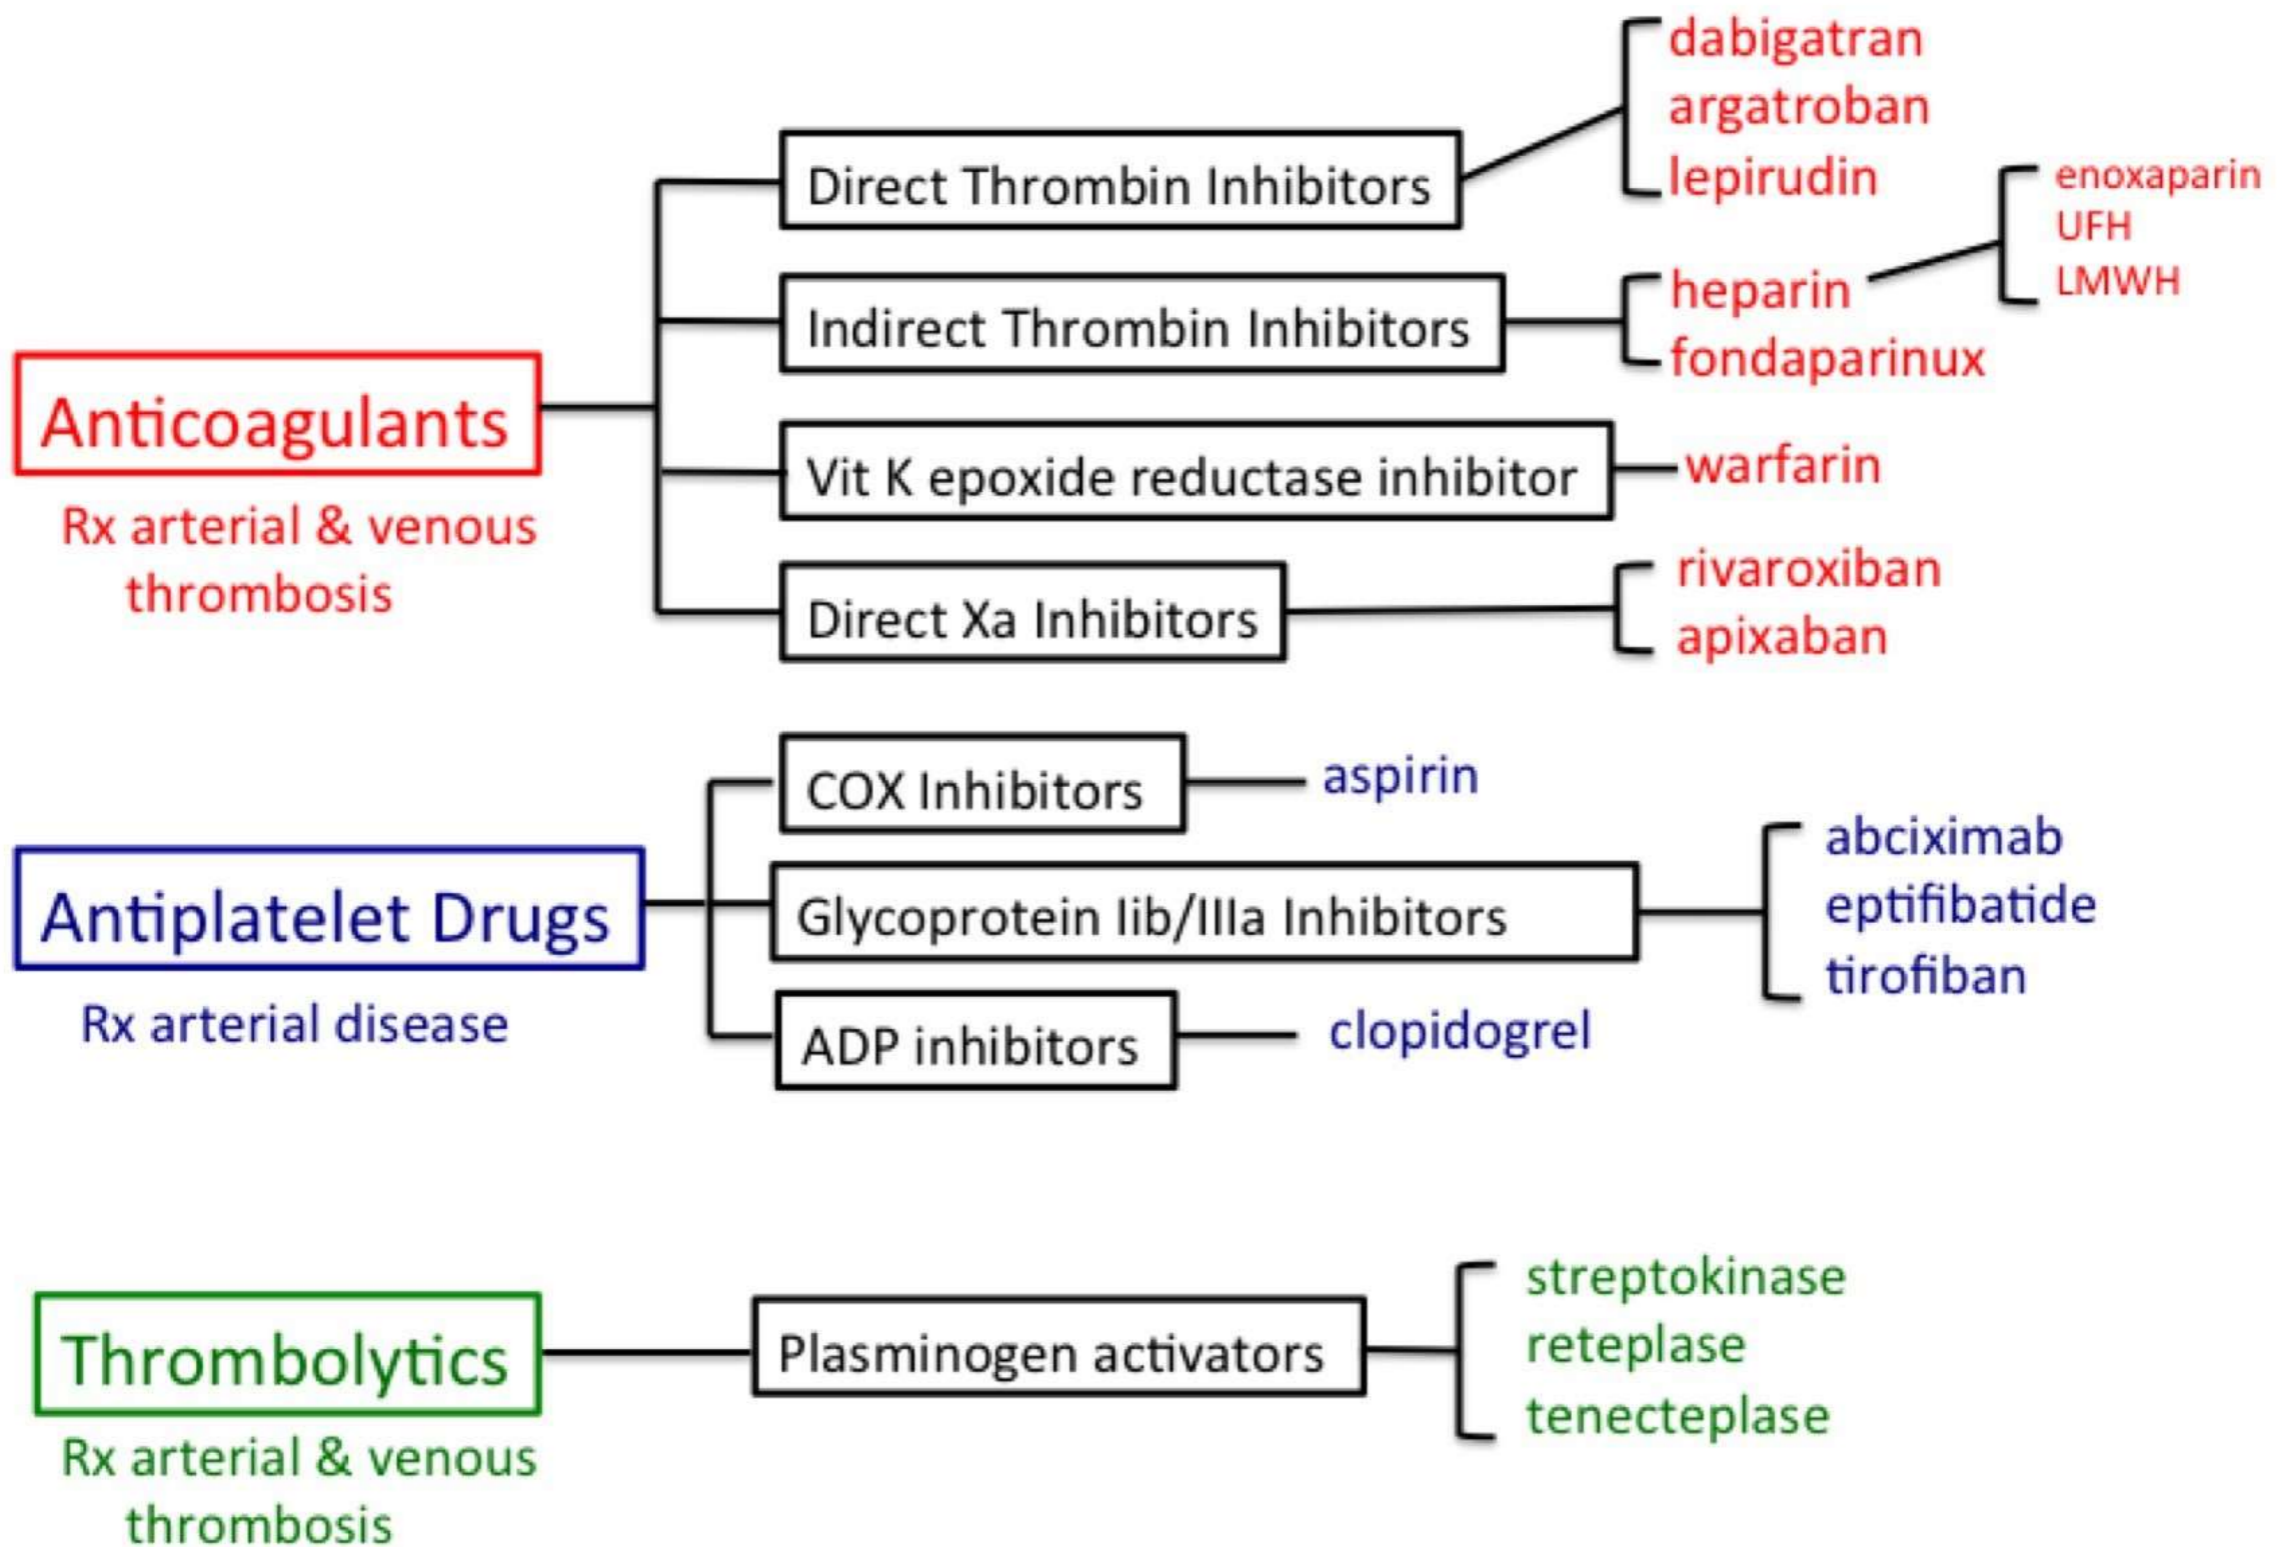 Anticoagulants
Rx arterial & venous
thrombosis
Direct Thrombin Inhibitors
dabigatran
argatroban
lepirudin
Indirect Thrombin Inhibitors
heparin
fondaparinux
enoxaparin
UFH
LMWH
Vit K epoxide reductase inhibitor
warfarin
Direct Xa Inhibitors
rivaroxiban
apixaban
Antiplatelet Drugs
Rx arterial disease
COX Inhibitors
aspirin
Glycoprotein Iib/IIIa Inhibitors
abciximab
eptifibatide
tirofiban
ADP inhibitors
clopidogrel
Thrombolytics
Rx arterial & venous
thrombosis
Plasminogen activators
streptokinase
reteplase
tenecteplase